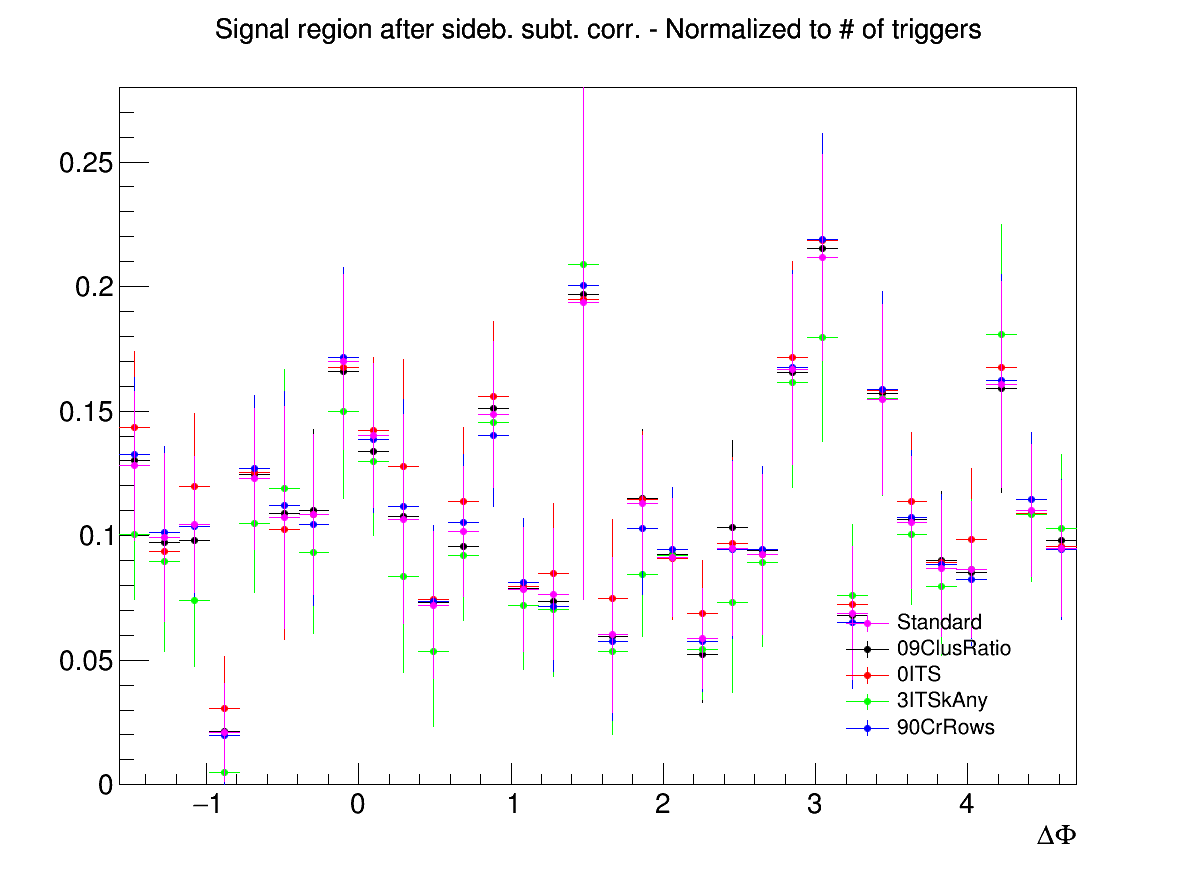 Signal region after sideb. subt. corr. - Normalized to # of triggers
0.25
0.2
0.15
0.1
0.05
0
−1
0
1
2
3
4
ΔΦ
Standard
09ClusRatio
0ITS
3ITSkAny
90CrRows